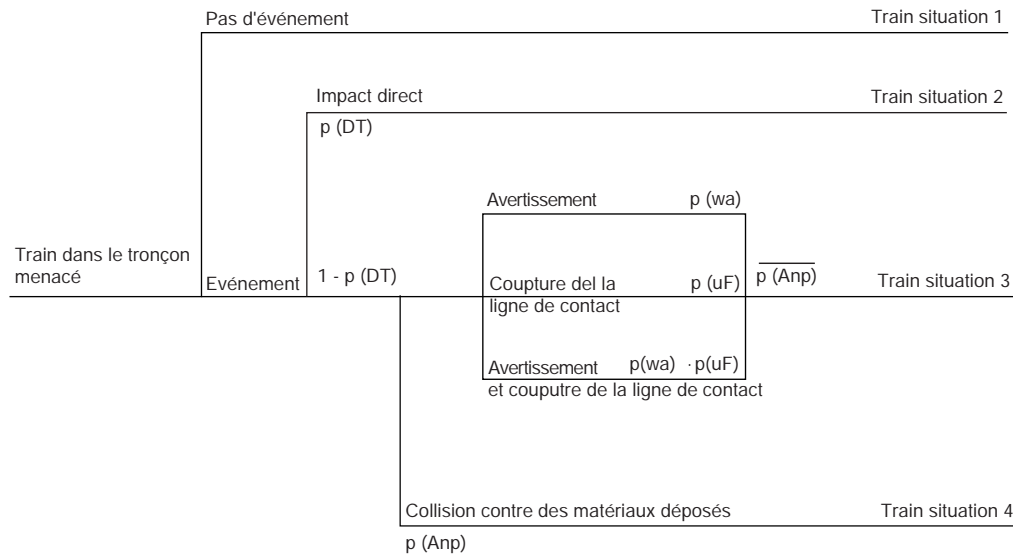 Pas d'événement
Train situation 1
Impact direct
Train situation 2
p (DT)
Avertissement
p (wa)
Train dans le tronçon
menacé
Evénement
1 - p (DT)
Coupture del la
ligne de contact
p (uF)
p (Anp)
Train situation 3
Avertissement
p(wa) · p(uF)
et couputre de la ligne de contact
Collision contre des matériäux déposés
Train situation 4
p (Anp)